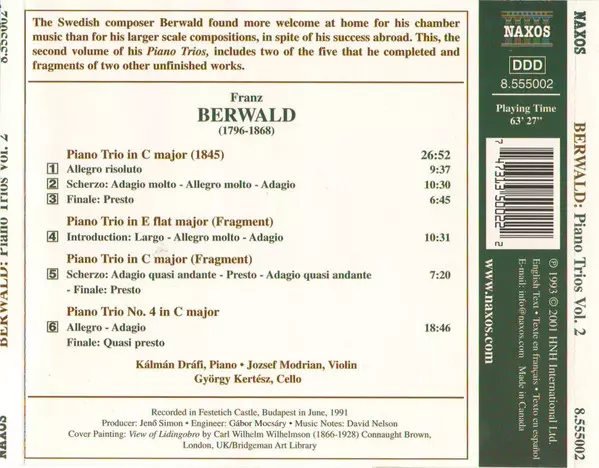 8.555002
BERWALD: Piano Trios Vol. 2
NAXOS
The Swedish composer Berwald found more welcome at home for his chamber
music than for his larger scale compositions, in spite of his success abroad. This, the
second volume of his Piano Trios, includes two of the five that he completed and
fragments of two other unfinished works.
Franz
BERWALD
(1796-1868)
Piano Trio in C major (1845) 26:52
1 Allegro risoluto 9:37
2 Scherzo: Adagio molto - Allegro molto - Adagio 10:30
3 Finale: Presto 6:45
Piano Trio in E flat major (Fragment)
4 Introduction: Largo - Allegro molto - Adagio 10:31
Piano Trio in C major (Fragment)
5 Scherzo: Adagio quasi andante - Presto - Adagio quasi andante 7:20
- Finale: Presto
Piano Trio No. 4 in C major
6 Allegro - Adagio 18:46
Finale: Quasi presto
Kálmán Dráfi, Piano • Jozsef Modrian, Violin
György Kertész, Cello
Recorded in Festetich Castle, Budapest in June, 1991
Producer: Jenő Simon • Engineer: Gábor Mocsáry • Music Notes: David Nelson
Cover Painting: View of Lidingobro by Carl Wilhelm Wilhelmson (1866-1928) Connaught Brown,
London, UK/Bridgeman Art Library
NAXOS
DDD
8.555002
Playing Time
63' 27"
7 47313 50022 2
www.naxos.com
℗ 1993 © 2001 HNH International Ltd.
English Text • Texte en français • Texto en español
E-mail: info@naxos.com Made in Canada
NAXOS
BERWALD: Piano Trios Vol. 2
8.555002